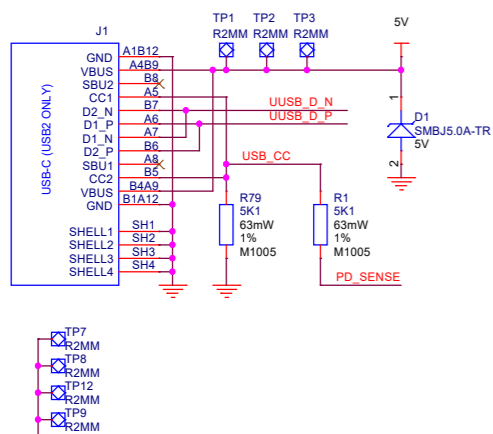 J1
TP1 TP2 TP3
R2MM R2MM R2MM
5V
USB-C (USB2 ONLY)
GND A1B12
VBUS A4B9
SBU2 B8
CC1 A5
D2_N B7
D1_P A6
D1_N A7
D2_P B6
SBU1 A8
CC2 B5
VBUS B4A9
GND B1A12
SHELL1 SH1
SHELL2 SH2
SHELL3 SH3
SHELL4 SH4
UUSB_D_N
UUSB_D_P
USB_CC
1
D1
SMBJ5.0A-TR
5V
2
R79
5K1
63mW
1%
M1005
R1
5K1
63mW
1%
M1005
PD_SENSE
TP7
R2MM
TP8
R2MM
TP12
R2MM
TP9
R2MM